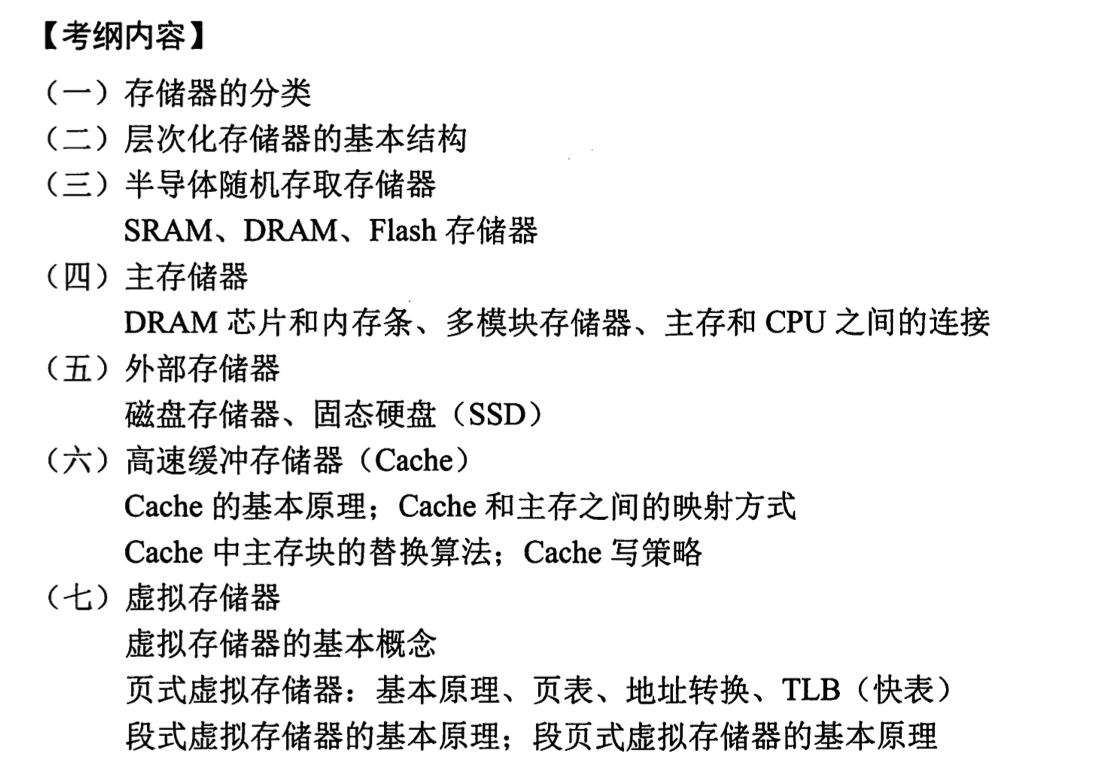 【考纲内容】
（一）存储器的分类
（二）层次化存储器的基本结构
（三）半导体随机存取存储器
SRAM、DRAM、Flash 存储器
（四）主存储器
DRAM 芯片和内存条、多模块存储器、主存和 CPU 之间的连接
（五）外部存储器
磁盘存储器、固态硬盘（SSD）
（六）高速缓冲存储器（Cache）
Cache 的基本原理；Cache 和主存之间的映射方式
Cache 中主存块的替换算法；Cache 写策略
（七）虚拟存储器
虚拟存储器的基本概念
页式虚拟存储器：基本原理、页表、地址转换、TLB（快表）
段式虚拟存储器的基本原理；段页式虚拟存储器的基本原理